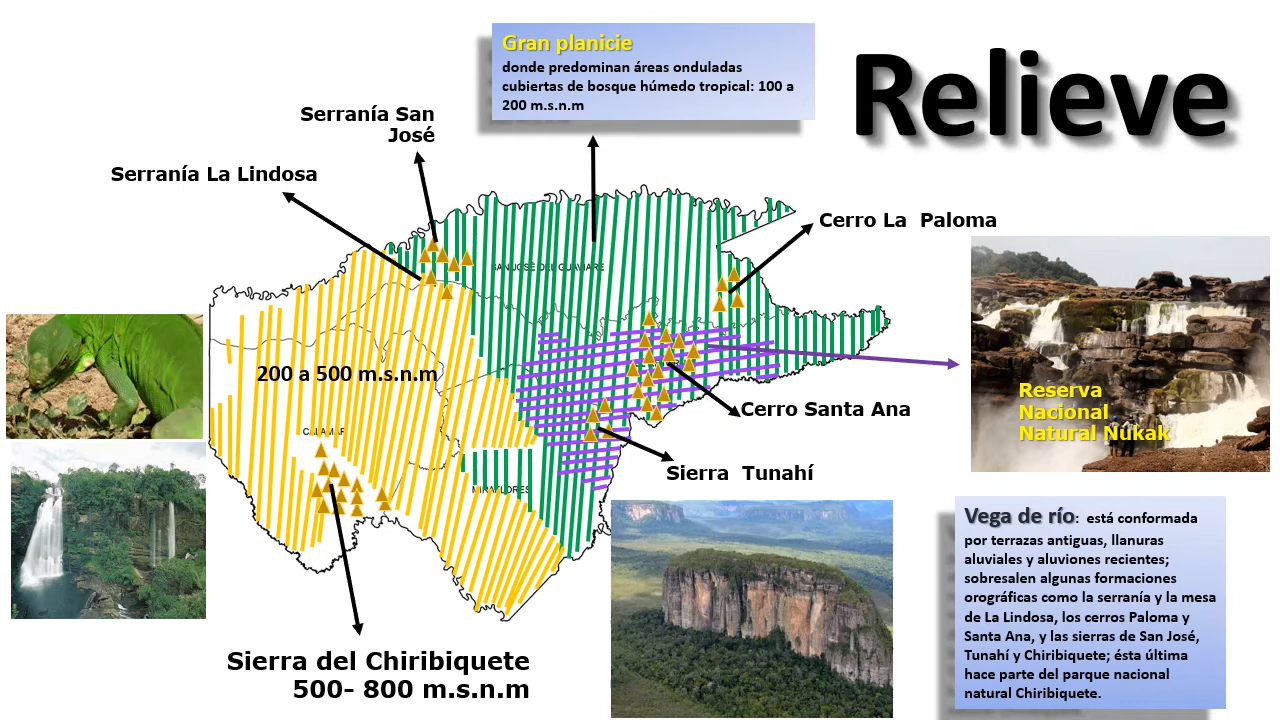 Relieve
Gran planicie
donde predominan áreas onduladas
cubiertas de bosque húmedo tropical: 100 a
200 m.s.n.m
Serranía San
José
Serranía La Lindosa
Cerro La  Paloma
SAN JOSÉ DEL GUAVIARE
200 a 500 m.s.n.m
CALAMAR
MIRAFLORES
Cerro Santa Ana
Sierra  Tunahí
Reserva
Nacional
Natural Nukak
Sierra del Chiribiquete
500- 800 m.s.n.m
Vega de río:  está conformada
por terrazas antiguas, llanuras
aluviales y aluviones recientes;
sobresalen algunas formaciones
orográficas como la serranía y la mesa
de La Lindosa, los cerros Paloma y
Santa Ana, y las sierras de San José,
Tunahí y Chiribiquete; ésta última
hace parte del parque nacional
natural Chiribiquete.